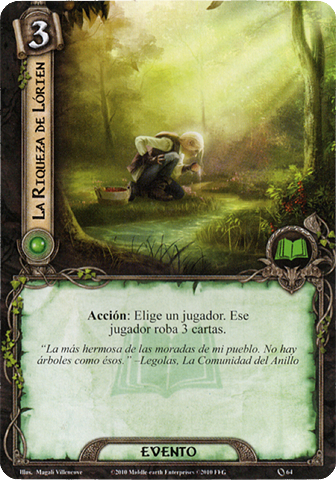 3
La Riqueza de Lórien
Acción: Elige un jugador. Ese
jugador roba 3 cartas.
“La más hermosa de las moradas de mi pueblo. No hay
árboles como ésos.” –Legolas, La Comunidad del Anillo
EVENTO
Illus. Magali Villeneuve
©2010 Middle-earth Enterprises ©2010 FFG
64